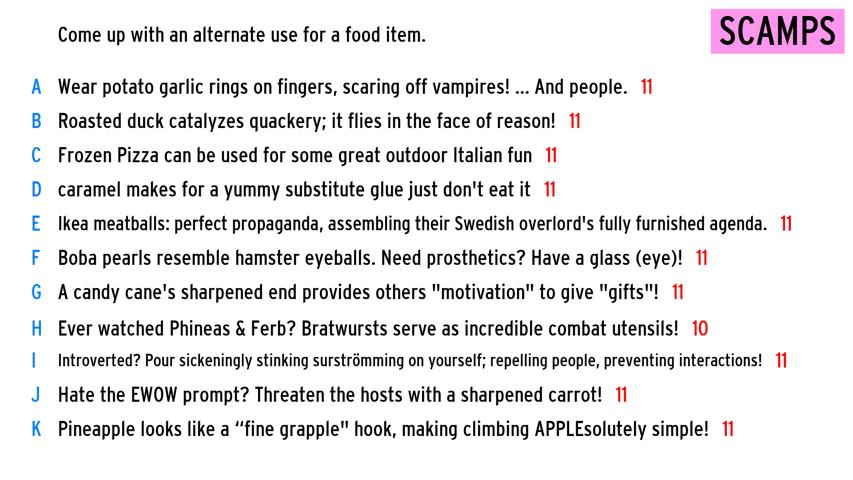 Come up with an alternate use for a food item.
SCAMPS
A Wear potato garlic rings on fingers, scaring off vampires! ... And people. 11
B Roasted duck catalyzes quackery; it flies in the face of reason! 11
C Frozen Pizza can be used for some great outdoor Italian fun 11
D caramel makes for a yummy substitute glue just don't eat it 11
E Ikea meatballs: perfect propaganda, assembling their Swedish overlord's fully furnished agenda. 11
F Boba pearls resemble hamster eyeballs. Need prosthetics? Have a glass (eye)! 11
G A candy cane's sharpened end provides others "motivation" to give "gifts"! 11
H Ever watched Phineas & Ferb? Bratwursts serve as incredible combat utensils! 10
I Introverted? Pour sickeningly stinking surströmming on yourself; repelling people, preventing interactions! 11
J Hate the EWOW prompt? Threaten the hosts with a sharpened carrot! 11
K Pineapple looks like a “fine grapple" hook, making climbing APPLEsolutely simple! 11